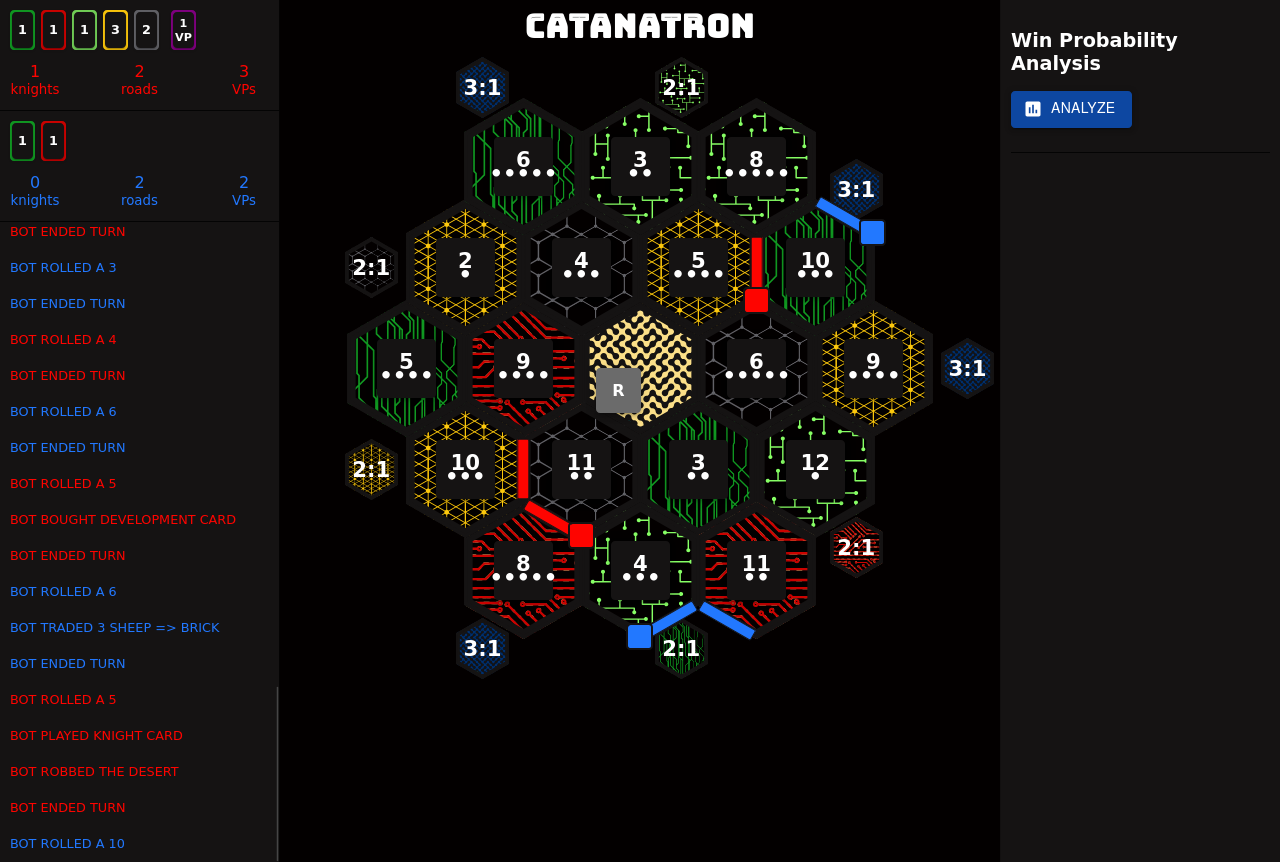 1 1 1 3 2 1 VP
1 2 3
knights roads VPs
1 1
0 2 2
knights roads VPs
BOT ENDED TURN
BOT ROLLED A 3
BOT ENDED TURN
BOT ROLLED A 4
BOT ENDED TURN
BOT ROLLED A 6
BOT ENDED TURN
BOT ROLLED A 5
BOT BOUGHT DEVELOPMENT CARD
BOT ENDED TURN
BOT ROLLED A 6
BOT TRADED 3 SHEEP => BRICK
BOT ENDED TURN
BOT ROLLED A 5
BOT PLAYED KNIGHT CARD
BOT ROBBED THE DESERT
BOT ENDED TURN
BOT ROLLED A 10
CATANATRON
3:1 2:1
6 3 8
3:1
2:1 2 4 5 10
5 9 6 9 3:1
R
2:1 10 11 3 12
2:1
8 4 11
3:1 2:1
Win Probability
Analysis
ANALYZE